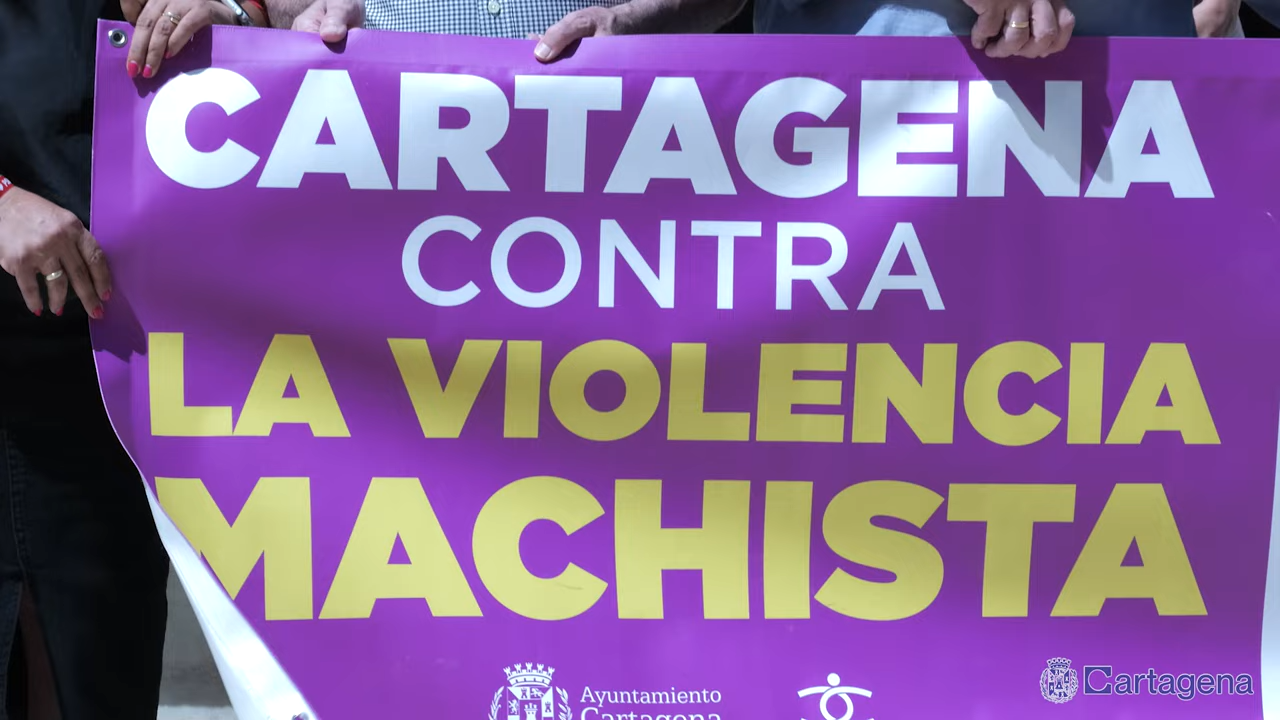 CARTAGENA
CONTRA
LA VIOLENCIA
MACHISTA
Ayuntamiento
Cartagena
Cartagena